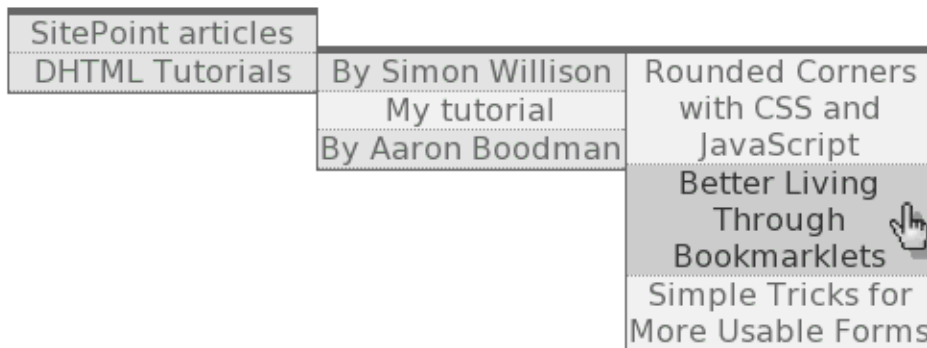 SitePoint articles
DHTML Tutorials
By Simon Willison
My tutorial
By Aaron Boodman
Rounded Corners
with CSS and
JavaScript
Better Living
Through
Bookmarklets
Simple Tricks for
More Usable Forms